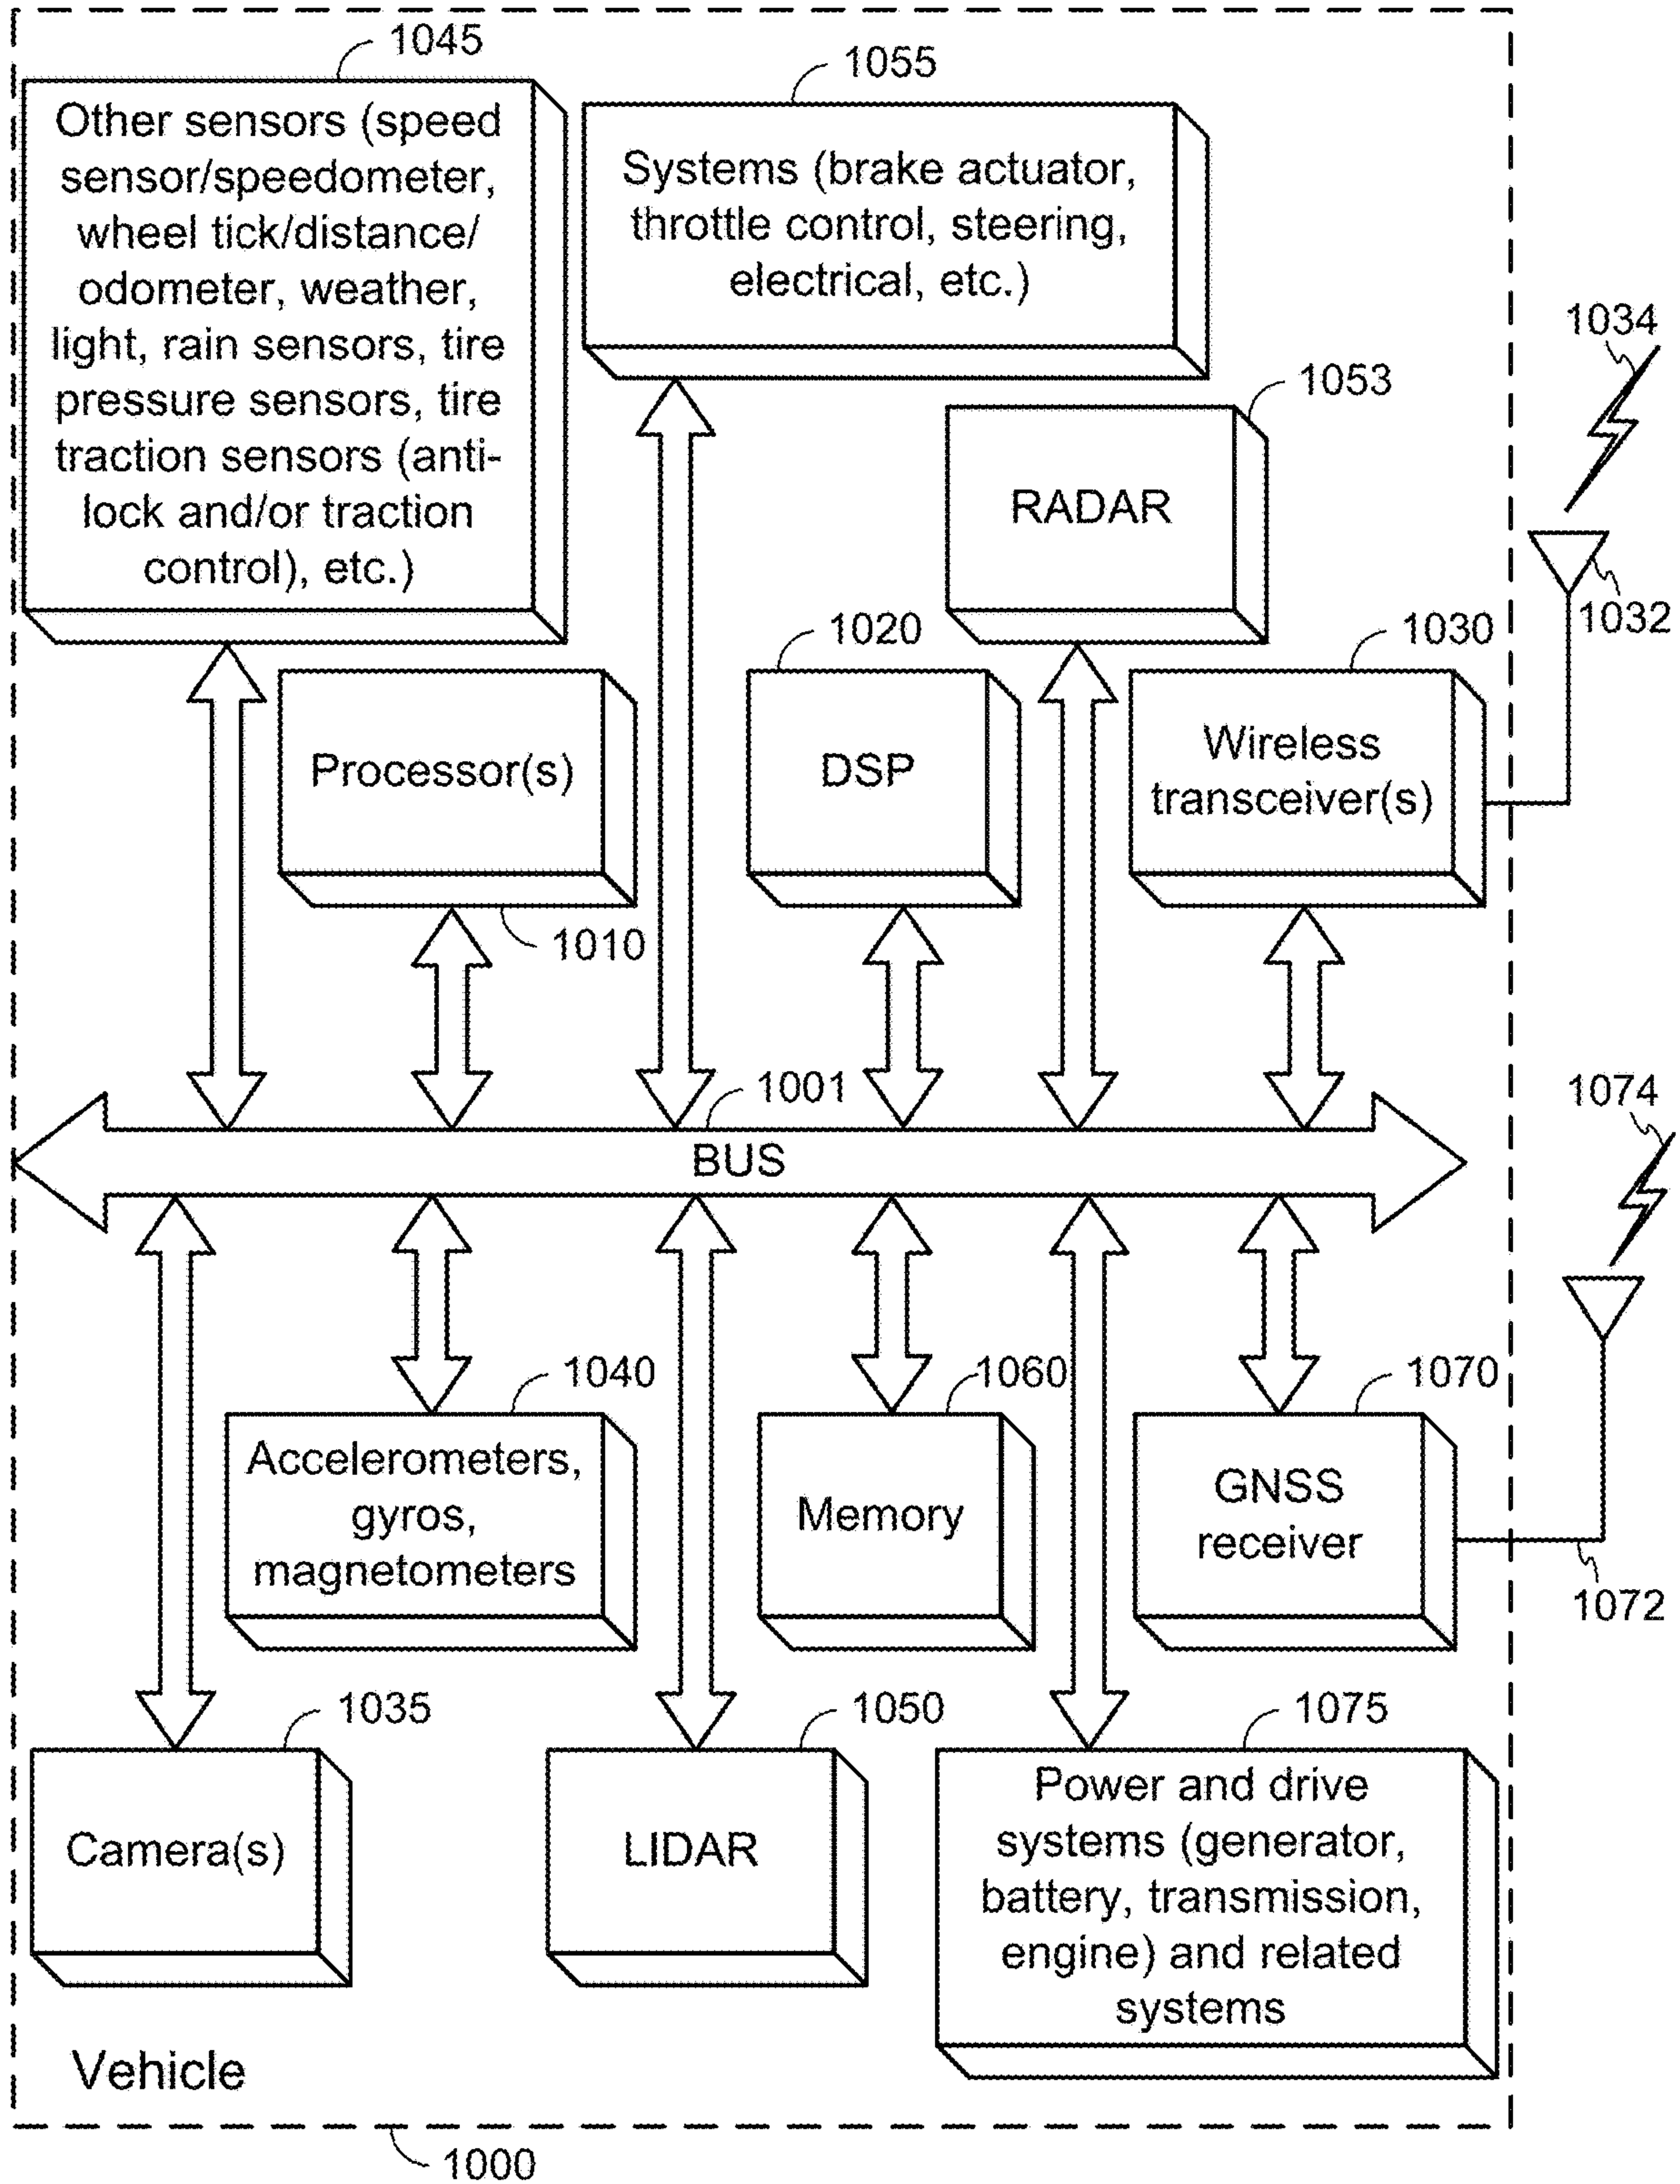 1045
Other sensors (speed
sensor/speedometer,
wheel tick/distance/
odometer, weather,
light, rain sensors, tire
pressure sensors, tire
traction sensors (anti-
lock and/or traction
control), etc.)
1055
Systems (brake actuator,
throttle control, steering,
electrical, etc.)
1034
1053
RADAR
1032
1020
1030
Processor(s)
DSP
Wireless
transceiver(s)
1010
1001
BUS
1074
1040
1060
1070
Accelerometers,
gyros,
magnetometers
Memory
GNSS
receiver
1072
1035
1050
1075
Camera(s)
LIDAR
Power and drive
systems (generator,
battery, transmission,
engine) and related
systems
Vehicle
1000